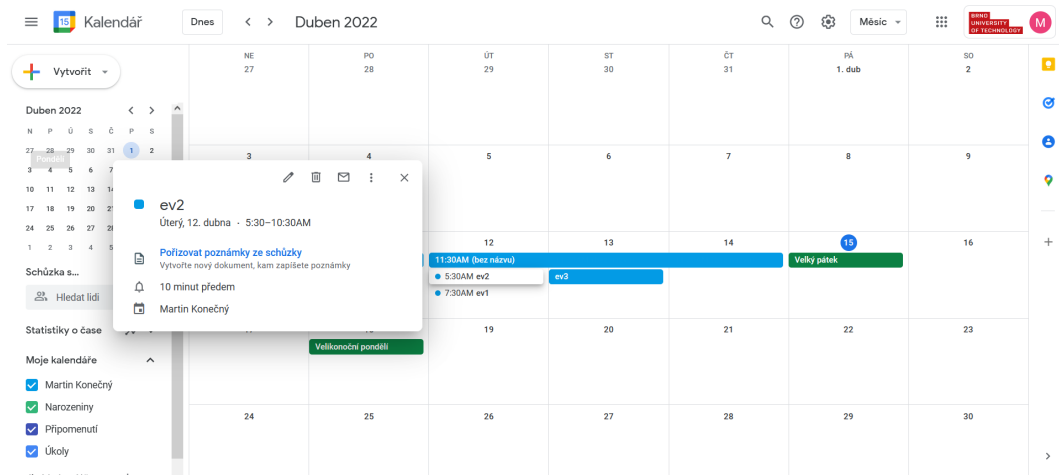 15 Kalendář Dnes Duben 2022 Měsíc BRNO
UNIVERSITY
OF TECHNOLOGY M
Vytvořit
Duben 2022
N P Ú S Č P S
27 28 29 30 31 1 2
Pondělí
3 4 5 6 7
10 11 12 13 14
17 18 19 20 21
24 25 26 27 28
1 2 3 4 5
Schůzka s...
Hledat lidi
Statistiky o čase
Moje kalendáře
Martin Konečný
Narozeniny
Připomenutí
Úkoly
ev2
Úterý, 12. dubna · 5:30–10:30AM
Pořizovat poznámky ze schůzky
Vytvořte nový dokument, kam zapíšete poznámky
10 minut předem
Martin Konečný
NE PO ÚT ST ČT PÁ SO
27 28 29 30 31 1. dub 2
3 4 5 6 7 8 9
12 13 14 15 16
11:30AM (bez názvu) Velký pátek
5:30AM ev2 ev3
7:30AM ev1
19 20 21 22 23
Velikonoční pondělí
24 25 26 27 28 29 30